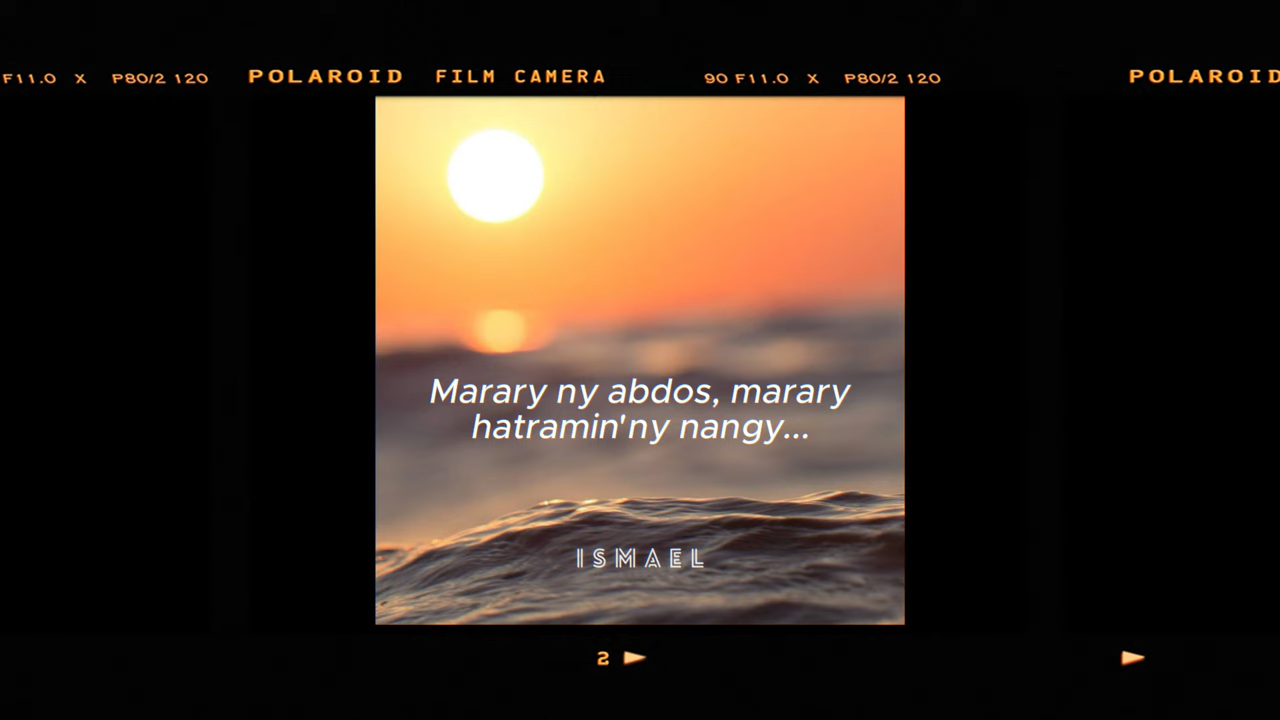 F11.0 X P80/2 120 POLAROID FILM CAMERA 90 F11.0 X P80/2 120 POLAROID
Marary ny abdos, marary
hatramin'ny nangy...
ISMAEL
2